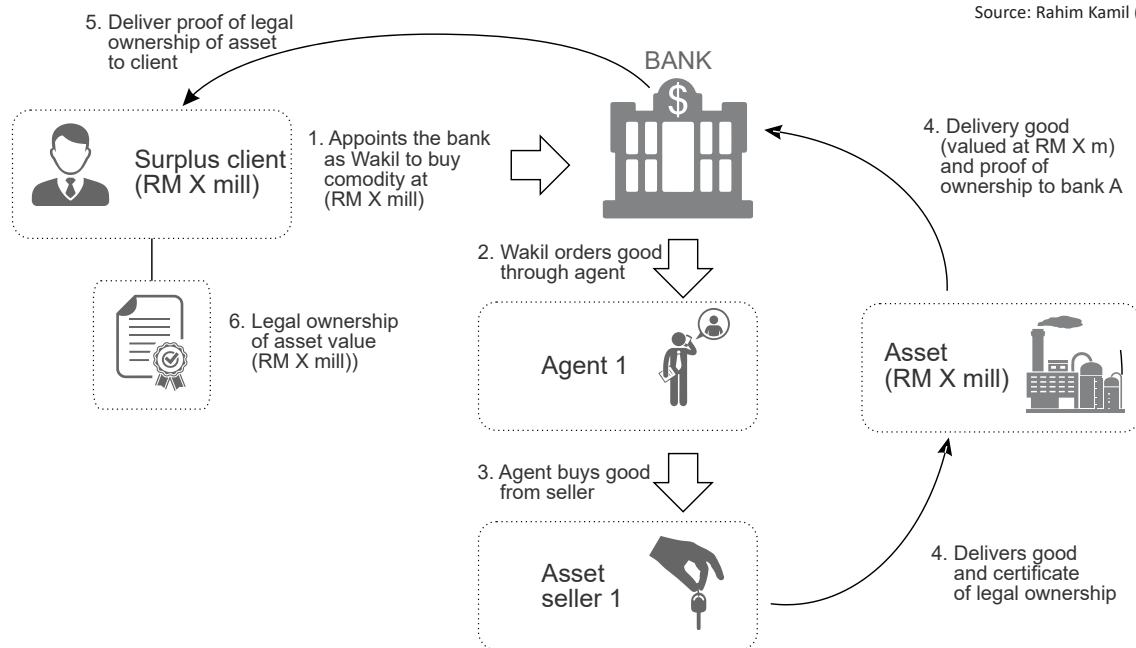 Source: Rahim Kamil (
5. Deliver proof of legal
ownership of asset
to client
BANK
$
Surplus client
(RM X mill)
1. Appoints the bank
as Wakil to buy
comodity at
(RM X mill)
4. Delivery good
(valued at RM X m)
and proof of
ownership to bank A
2. Wakil orders good
through agent
6. Legal ownership
of asset value
(RM X mill))
Agent 1
Asset
(RM X mill)
3. Agent buys good
from seller
Asset
seller 1
4. Delivers good
and certificate
of legal ownership